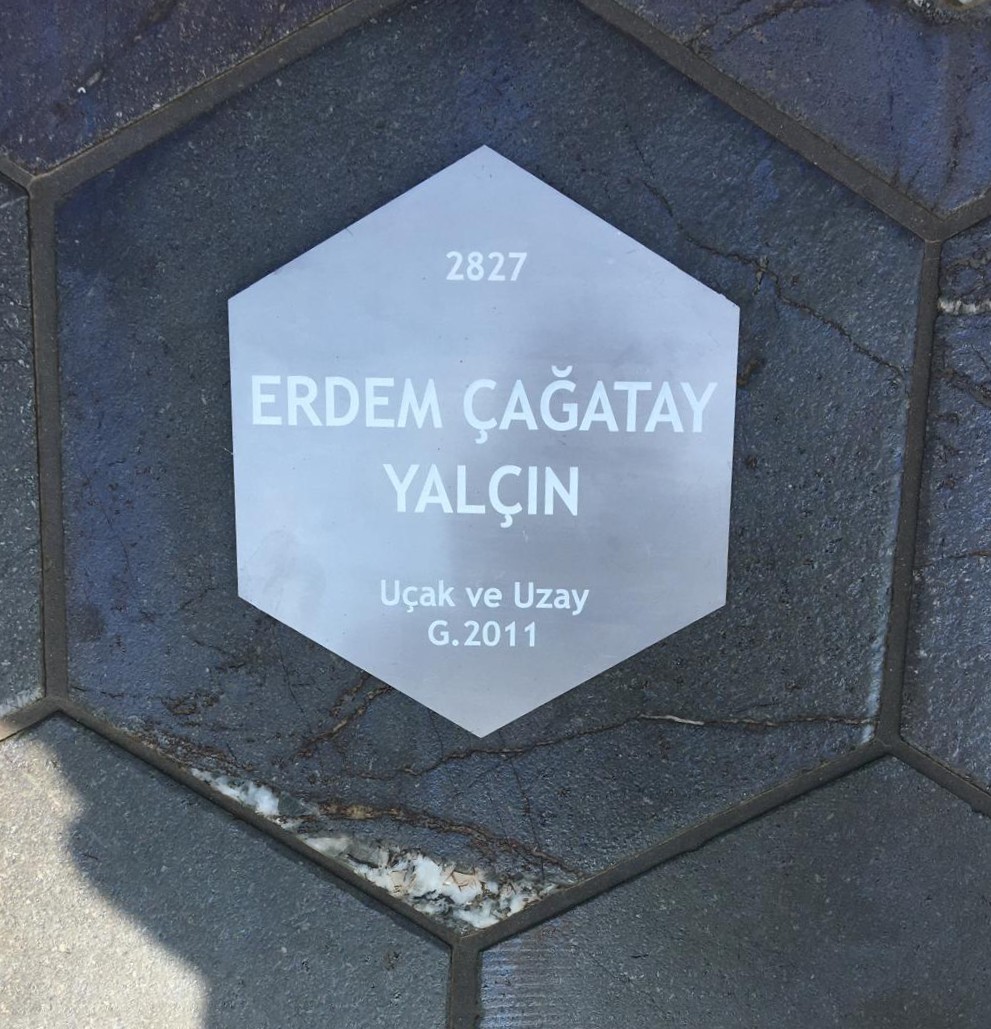 2827
ERDEM ÇAĞATAY
YALÇIN
Uçak ve Uzay
G.2011